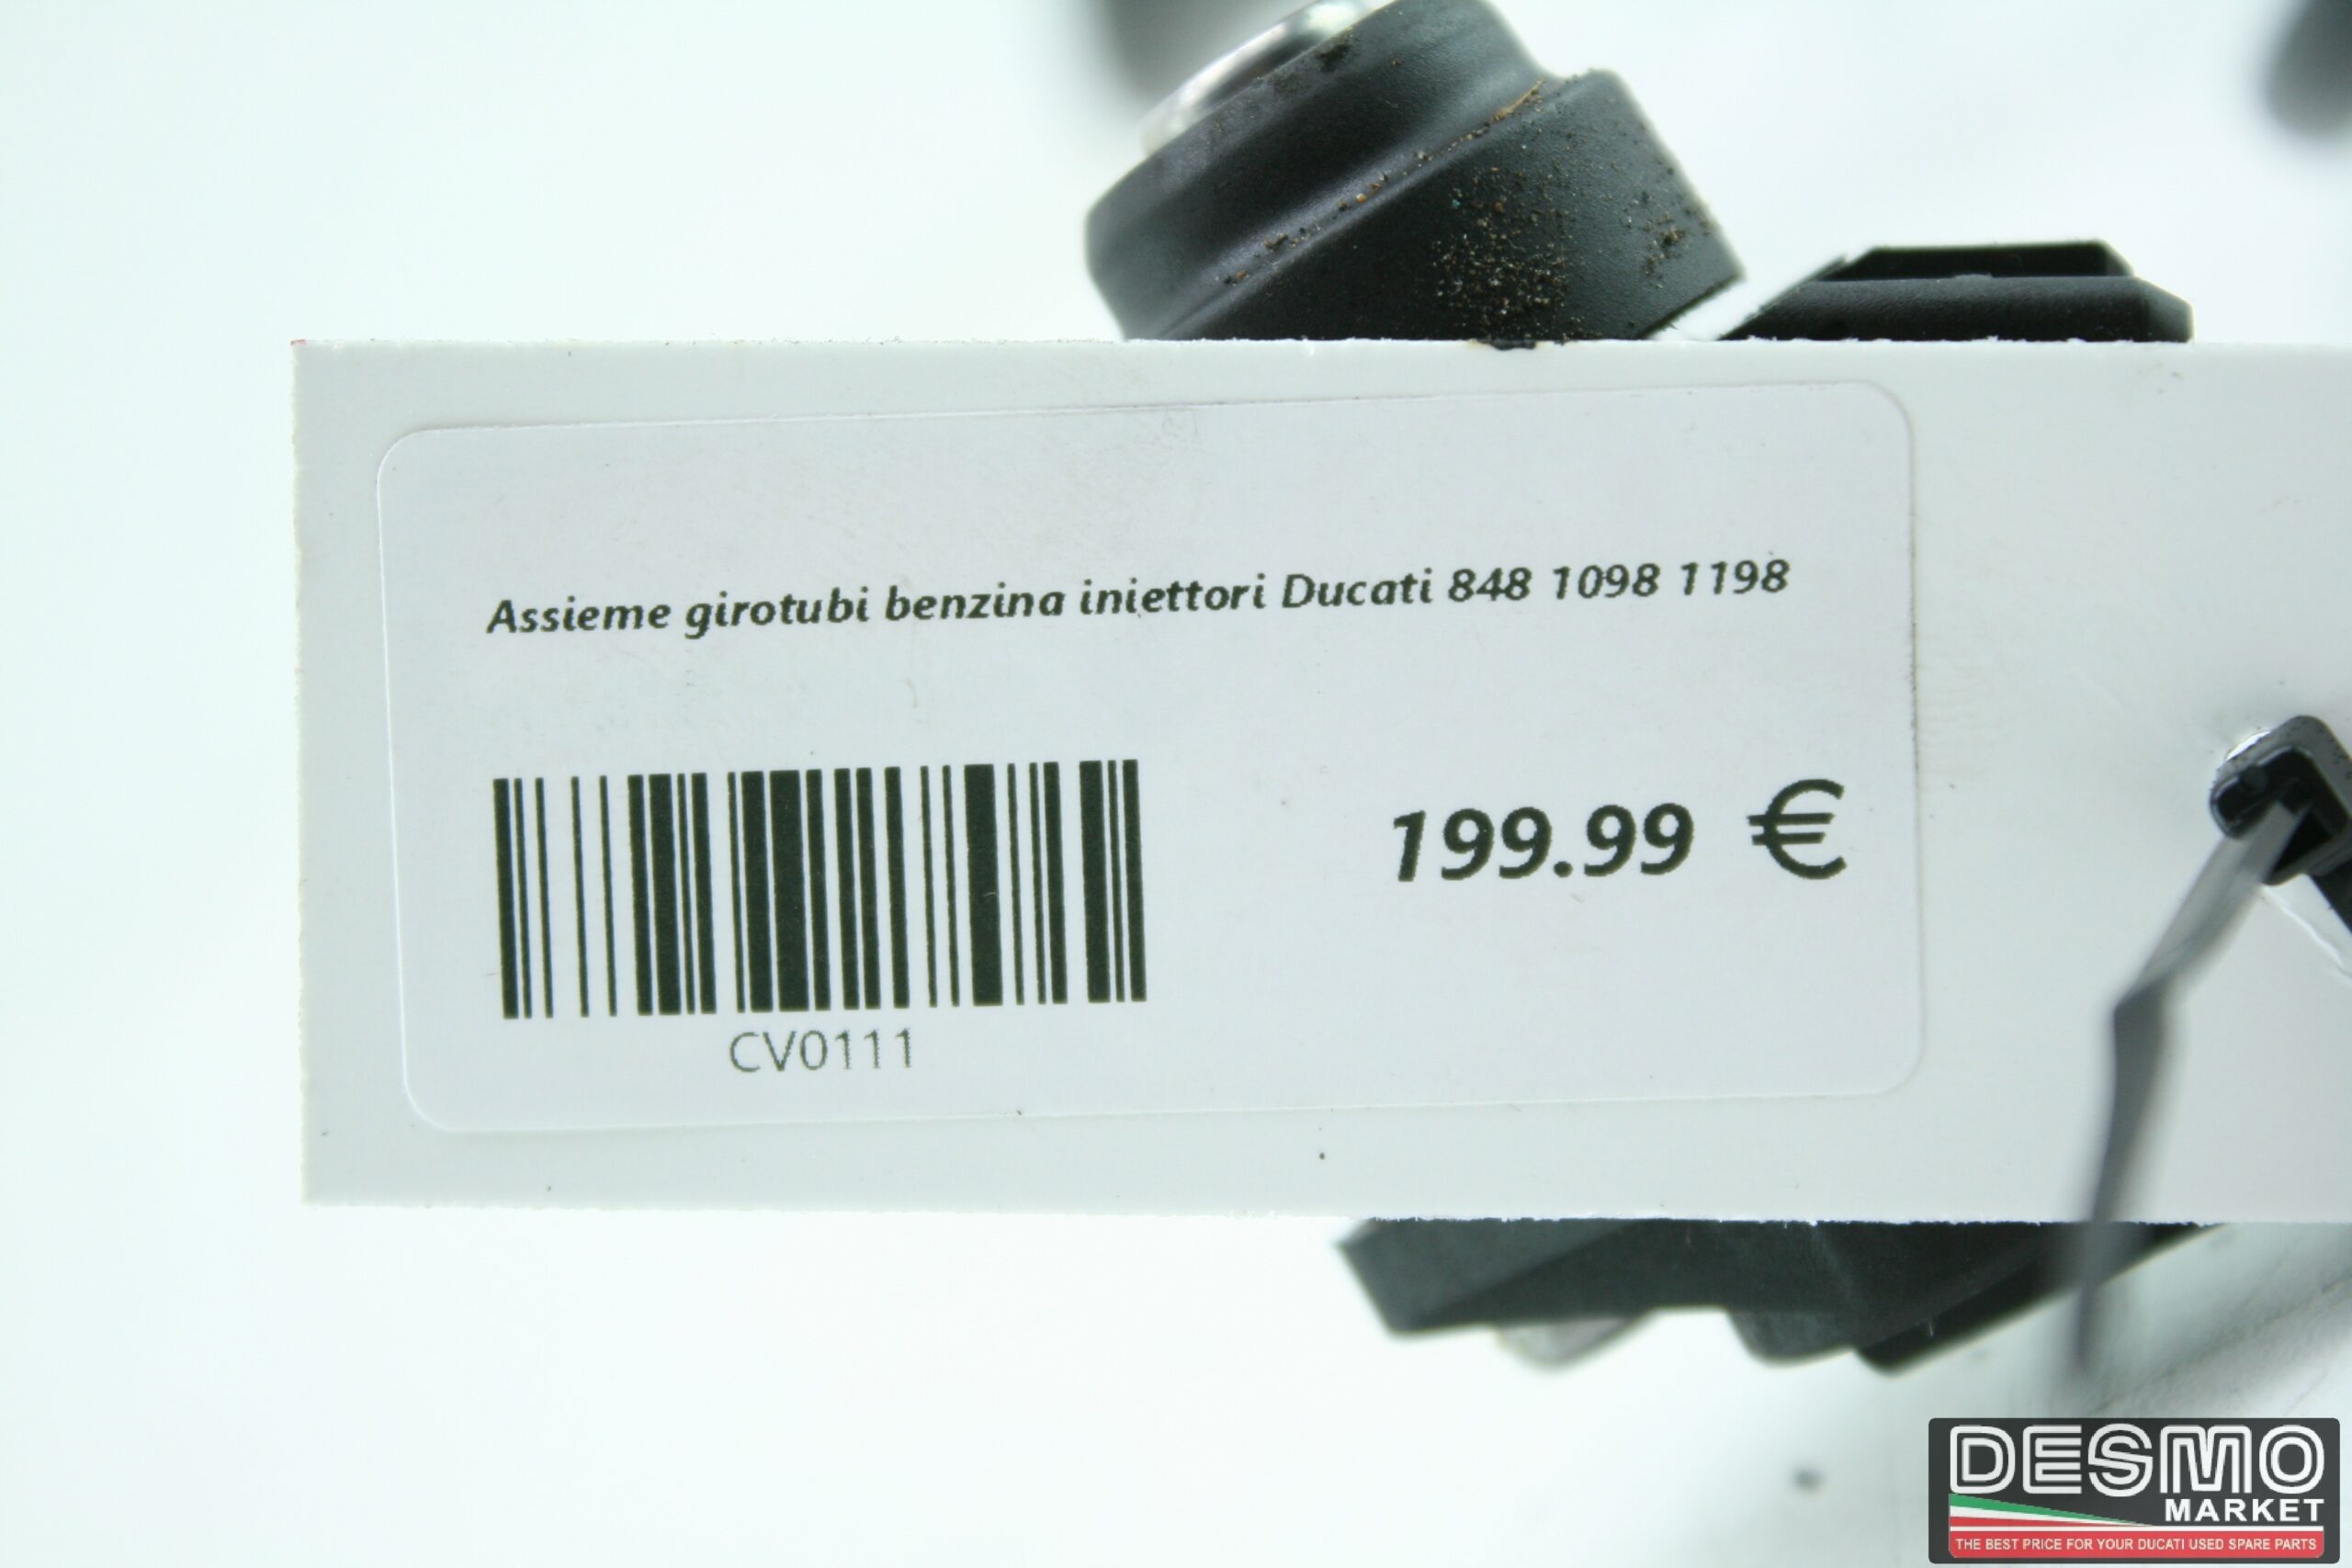 Assieme girotubi benzina iniettori Ducati 848 1098 1198
199.99 €
CV0111
DESMO
MARKET
THE BEST PRICE FOR YOUR DUCATI USED SPARE PARTS